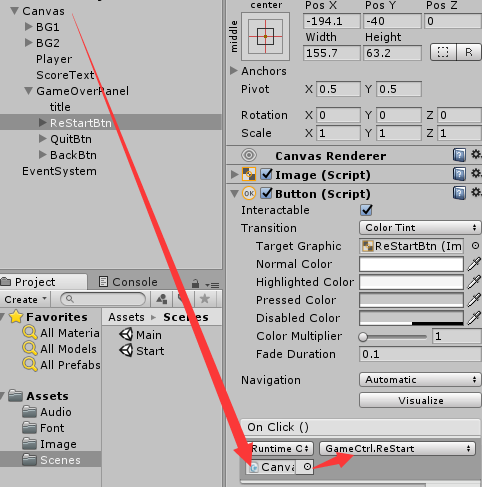 Canvas
BG1
BG2
Player
ScoreText
GameOverPanel
title
ReStartBtn
QuitBtn
BackBtn
EventSystem
Project
Console
Create
Favorites
All Materia
All Models
All Prefabs
Assets
Audio
Font
Image
Scenes
Assets Scenes
Main
Start
center
middle
Pos X Pos Y Pos Z
-194.1 -40 0
Width Height
155.7 63.2
R
Anchors
Pivot X 0.5 Y 0.5
Rotation X 0 Y 0 Z 0
Scale X 1 Y 1 Z 1
Canvas Renderer
Image (Script)
OK Button (Script)
Interactable
Transition Color Tint
Target Graphic ReStartBtn (Im
Normal Color
Highlighted Color
Pressed Color
Disabled Color
Color Multiplier 1
Fade Duration 0.1
Navigation Automatic
Visualize
On Click ()
Runtime C GameCtrl.ReStart
Canva